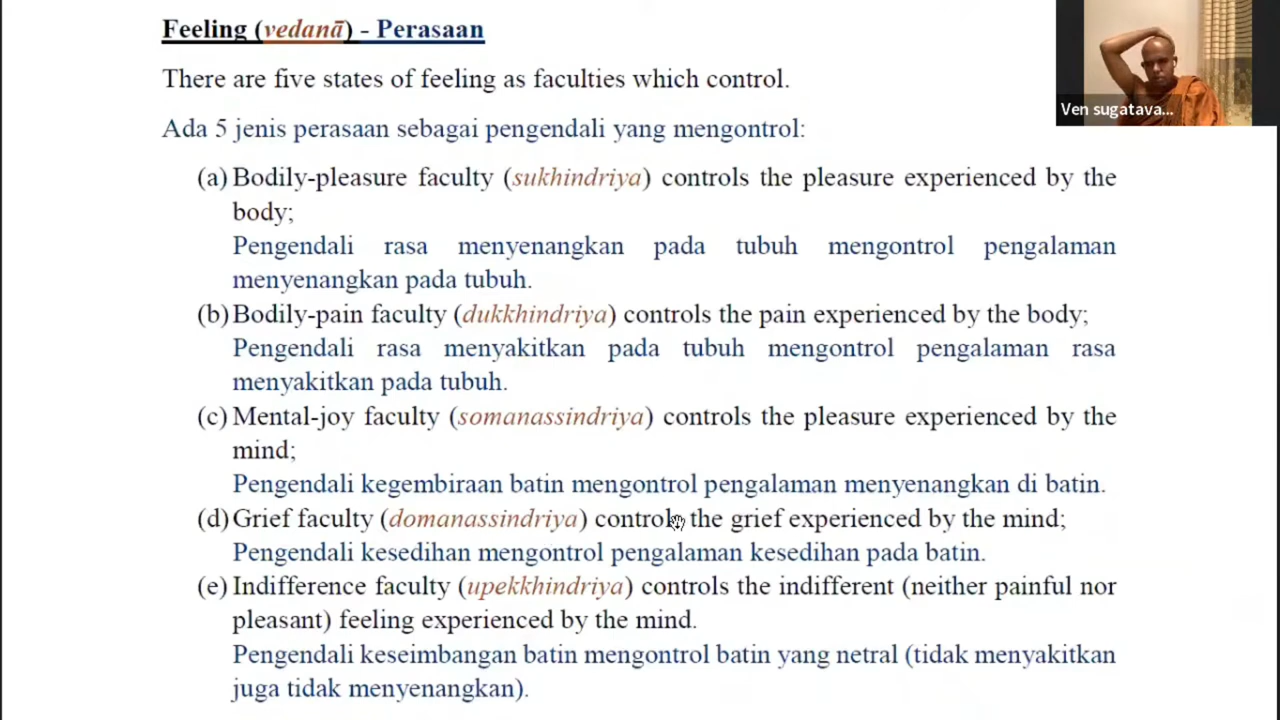 Feeling (vedanā) - Perasaan
There are five states of feeling as faculties which control.
Ada 5 jenis perasaan sebagai pengendali yang mengontrol:
(a) Bodily-pleasure faculty (sukhindriya) controls the pleasure experienced by the
body;
Pengendali rasa menyenangkan pada tubuh mengontrol pengalaman
menyenangkan pada tubuh.
(b) Bodily-pain faculty (dukkhindriya) controls the pain experienced by the body;
Pengendali rasa menyakitkan pada tubuh mengontrol pengalaman rasa
menyakitkan pada tubuh.
(c) Mental-joy faculty (somanassindriya) controls the pleasure experienced by the
mind;
Pengendali kegembiraan batin mengontrol pengalaman menyenangkan di batin.
(d) Grief faculty (domanassindriya) controls the grief experienced by the mind;
Pengendali kesedihan mengontrol pengalaman kesedihan pada batin.
(e) Indifference faculty (upekkhindriya) controls the indifferent (neither painful nor
pleasant) feeling experienced by the mind.
Pengendali keseimbangan batin mengontrol batin yang netral (tidak menyakitkan
juga tidak menyenangkan).
Ven sugatava...